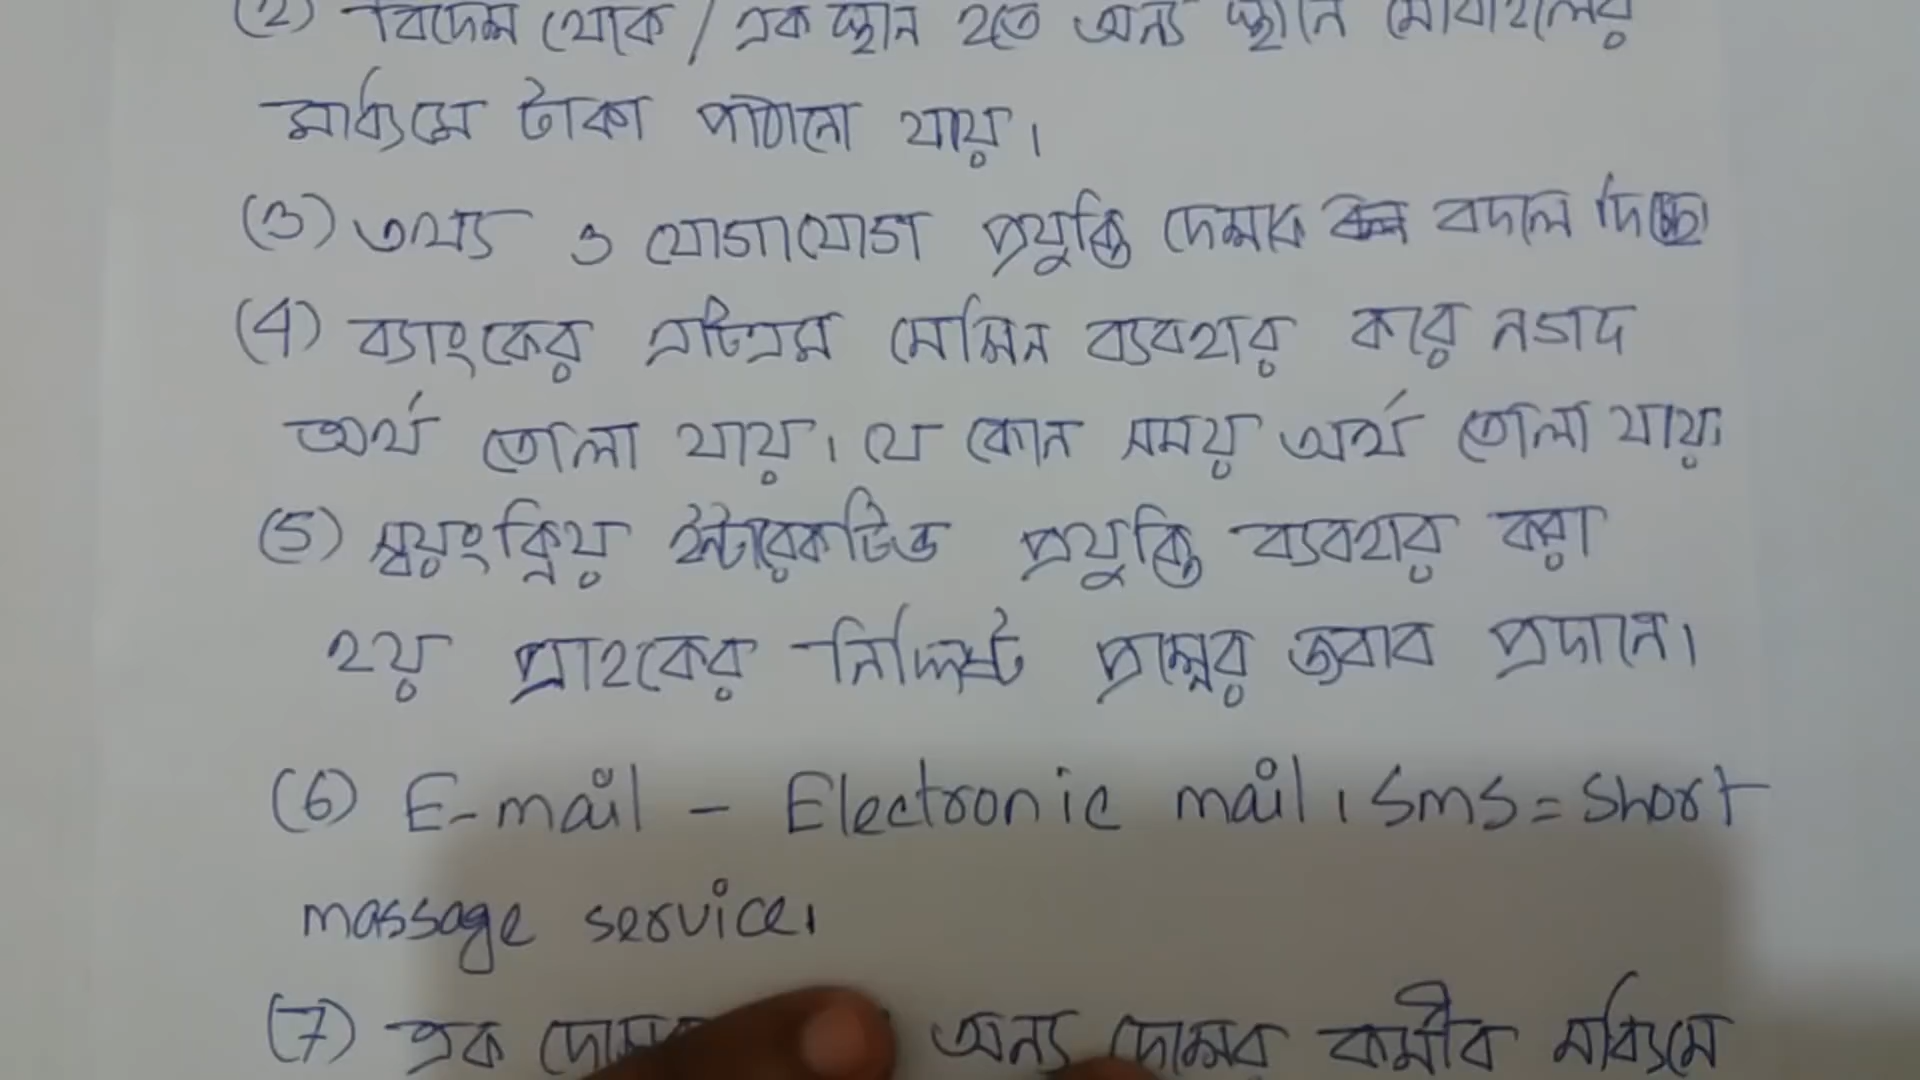 (2) বিদেশ থেকে / এক স্থান হতে অন্য স্থানে মোবাইলের
মাধ্যমে টাকা পাঠানো যায়।
(3) তথ্য ও যোগাযোগ প্রযুক্তি দেশকে বদলে দিচ্ছে
(4) ব্যাংকের এটিএম মেশিন ব্যবহার করে নগদ
অর্থ তোলা যায়। যে কোন সময় অর্থ তোলা যায়।
(5) স্বয়ংক্রিয় ইন্টারেকটিভ প্রযুক্তি ব্যবহার করা
হয় গ্রাহকের নির্দিষ্ট প্রশ্নের জবাব প্রদানে।
(6) E-mail - Electronic mail। Sms = Short
massage service।
(7) এক দেশের অন্য দেশের কর্মীর মাধ্যমে